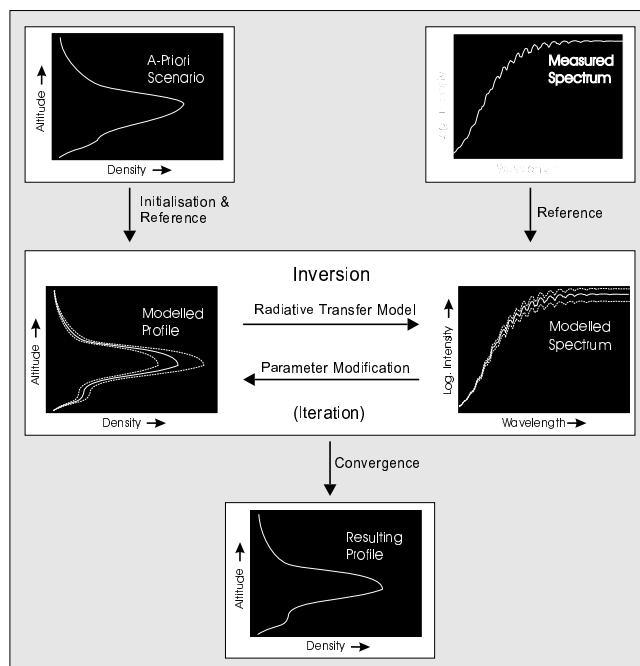 A-Priori
Scenario
Altitude
Density
Measured
Spectrum
Initialisation &
Reference
Reference
Inversion
Modelled
Profile
Altitude
Density
Radiative Transfer Model
Parameter Modification
(Iteration)
Modelled
Spectrum
Log. Intensity
Wavelength
Convergence
Resulting
Profile
Altitude
Density